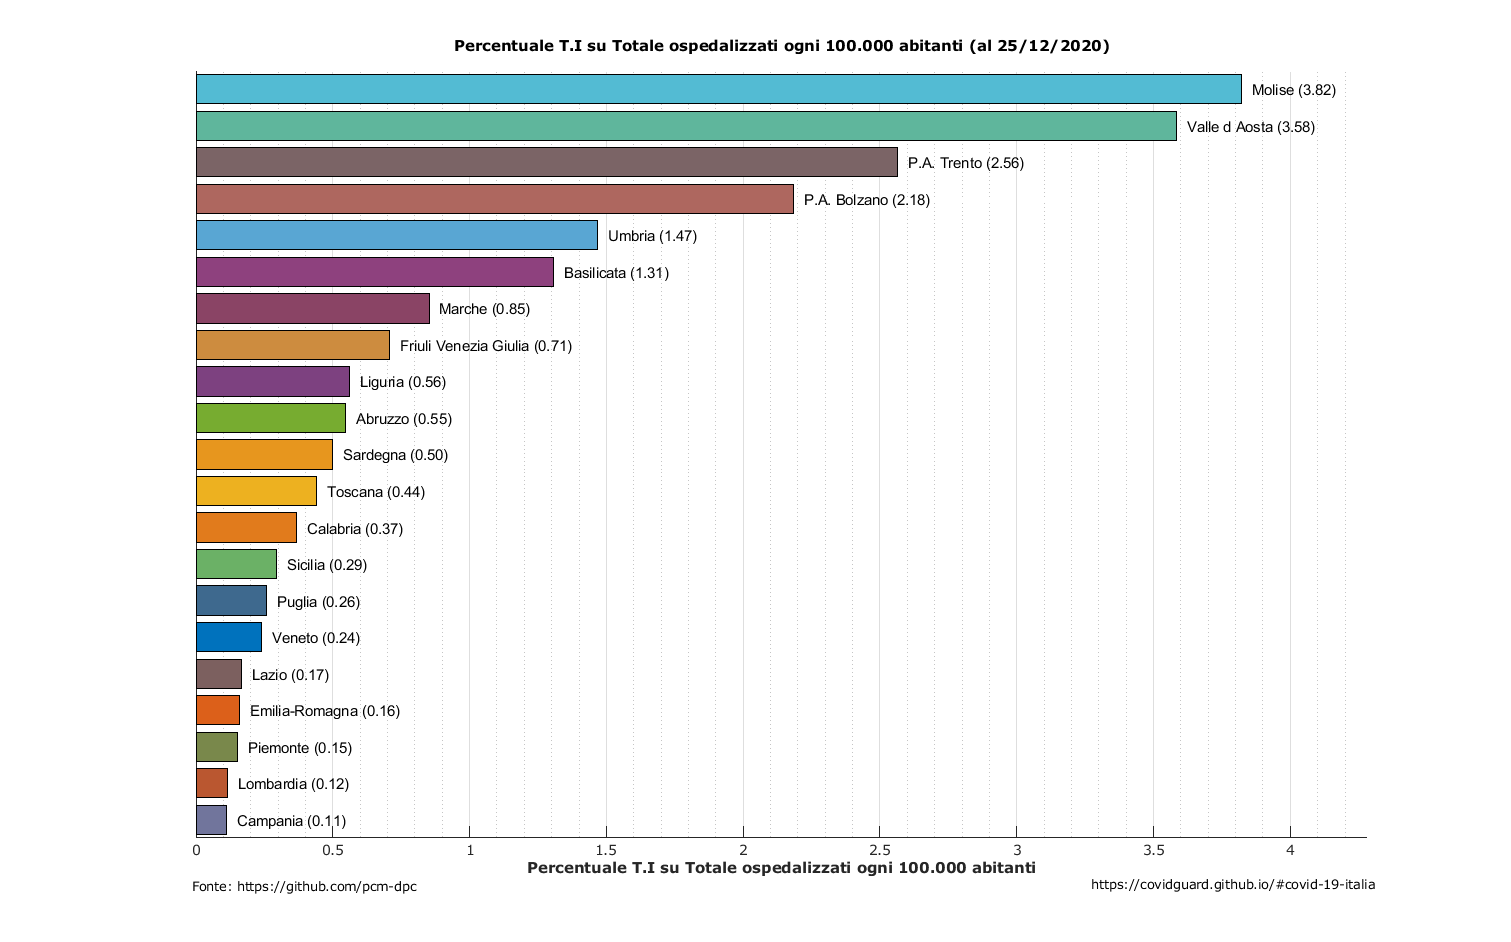 Percentuale T.I su Totale ospedalizzati ogni 100.000 abitanti (al 25/12/2020)
Molise (3.82)
Valle d Aosta (3.58)
P.A. Trento (2.56)
P.A. Bolzano (2.18)
Umbria (1.47)
Basilicata (1.31)
Marche (0.85)
Friuli Venezia Giulia (0.71)
Liguria (0.56)
Abruzzo (0.55)
Sardegna (0.50)
Toscana (0.44)
Calabria (0.37)
Sicilia (0.29)
Puglia (0.26)
Veneto (0.24)
Lazio (0.17)
Emilia-Romagna (0.16)
Piemonte (0.15)
Lombardia (0.12)
Campania (0.11)
0 0.5 1 1.5 2 2.5 3 3.5 4
Percentuale T.I su Totale ospedalizzati ogni 100.000 abitanti
Fonte: https://github.com/pcm-dpc
https://covidguard.github.io/#covid-19-italia